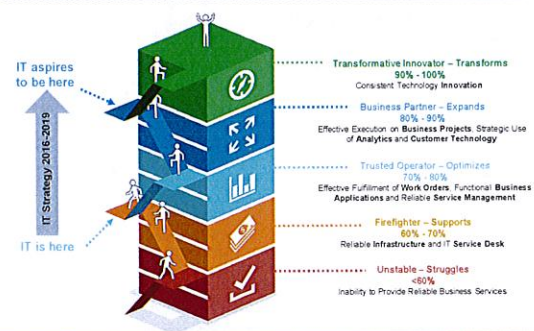 IT aspires
to be here
IT Strategy 2016-2019
IT is here
Transformative Innovator – Transforms
90% - 100%
Consistent Technology Innovation
Business Partner – Expands
80% - 90%
Effective Execution on Business Projects, Strategic Use
of Analytics and Customer Technology
Trusted Operator – Optimizes
70% - 80%
Effective Fulfillment of Work Orders, Functional Business
Applications and Reliable Service Management
Firefighter – Supports
60% - 70%
Reliable Infrastructure and IT Service Desk
Unstable – Struggles
<60%
Inability to Provide Reliable Business Services